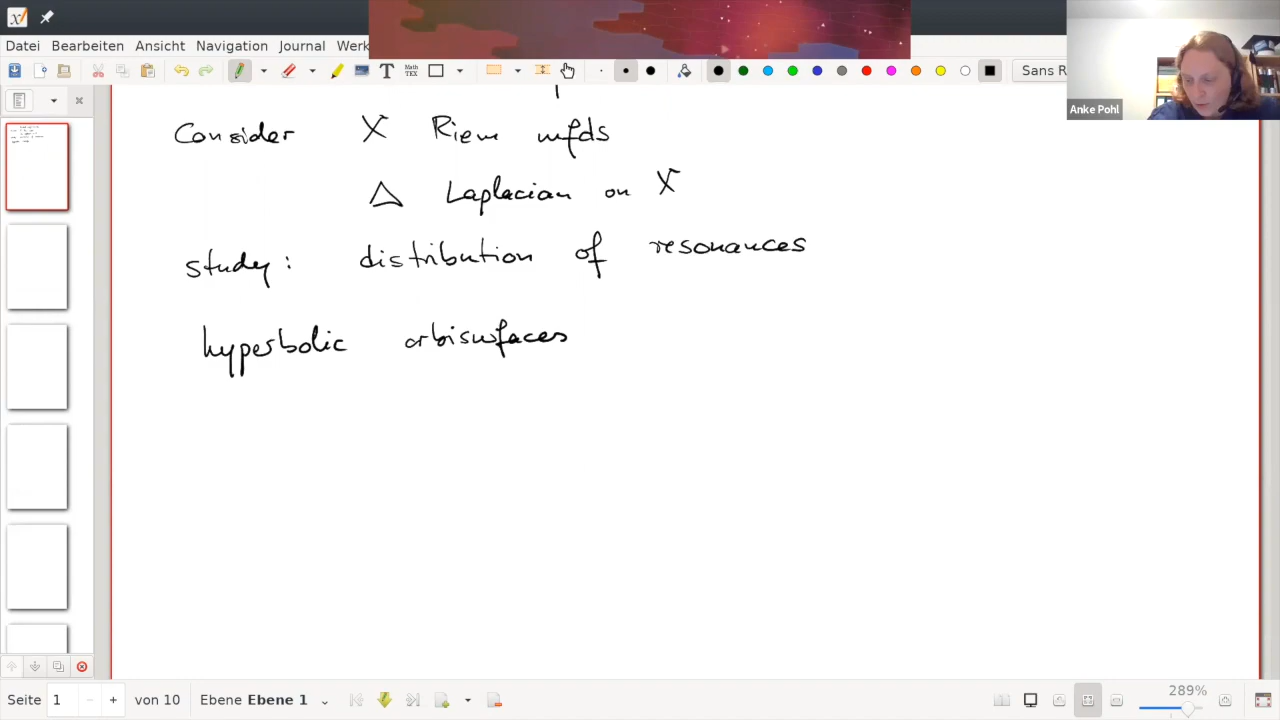 Datei Bearbeiten Ansicht Navigation Journal Werk
Sans R
Anke Pohl
Consider X Riem mfds
Δ Laplacian on X
study: distribution of resonances
hyperbolic orbisurfaces
Seite 1 von 10 Ebene Ebene 1
289%